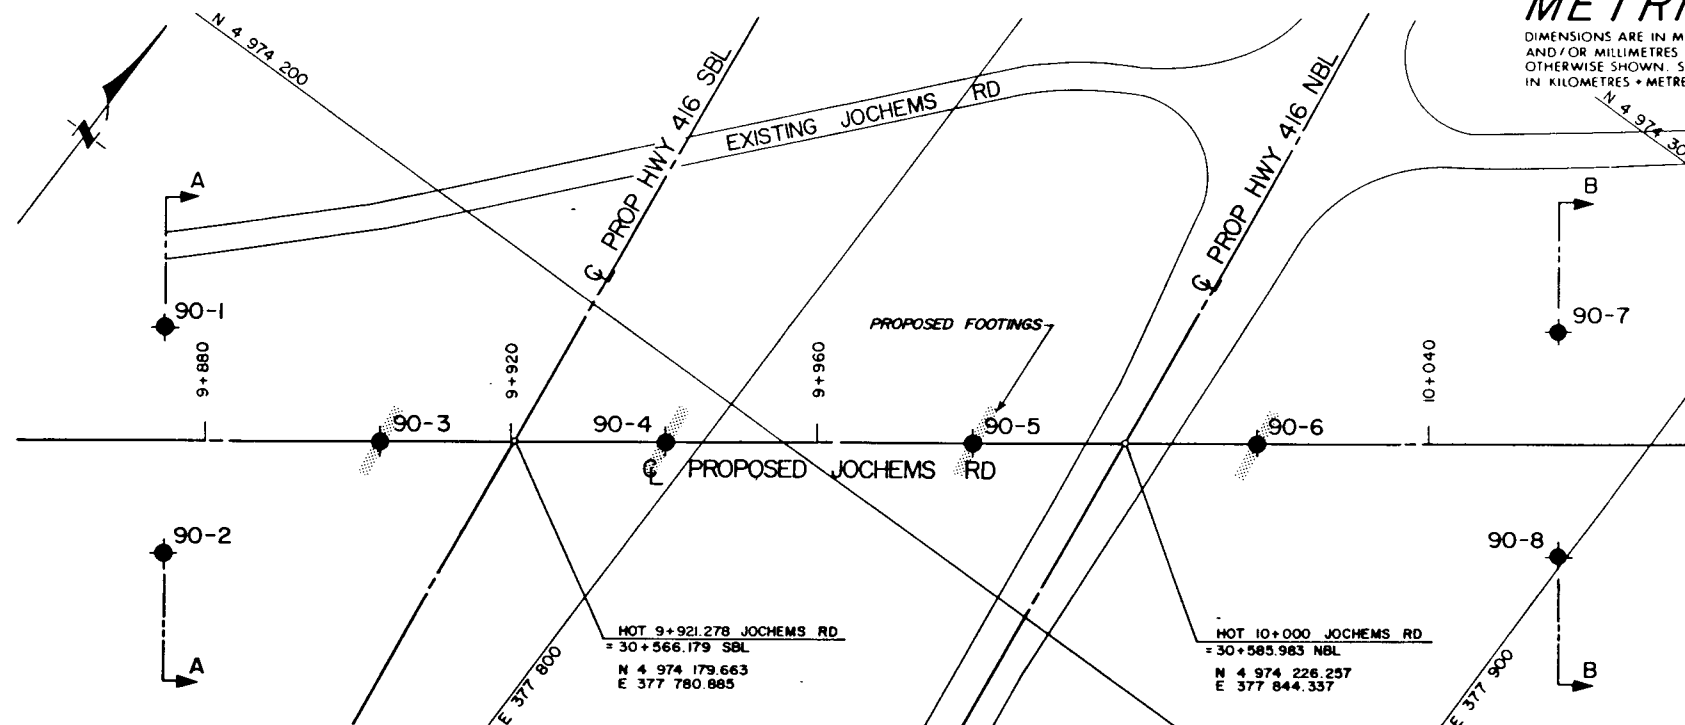 METRI
DIMENSIONS ARE IN M
AND/OR MILLIMETRES
OTHERWISE SHOWN. S
IN KILOMETRES + METRE
N 4 974 200
N 4 974 30
N
PROP HWY 416 SBL
EXISTING JOCHEMS RD
PROP HWY 416 NBL
A
B
90-1
90-7
PROPOSED FOOTINGS
9+880
9+920
9+960
10+040
90-3
90-4
90-5
90-6
℄ PROPOSED JOCHEMS RD
90-2
90-8
HOT 9+921.278 JOCHEMS RD
= 30+566.179 SBL
N 4 974 179.663
E 377 780.885
HOT 10+000 JOCHEMS RD
= 30+585.983 NBL
N 4 974 226.257
E 377 844.337
E 377 800
E 377 900
A
B